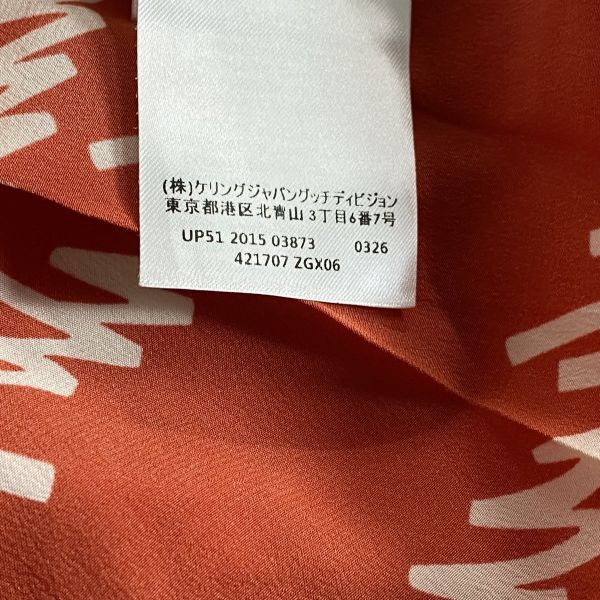 (株)ケリングジャパングッチディビジョン
東京都港区北青山3丁目6番7号
UP51 2015 03873 0326
421707 ZGX06